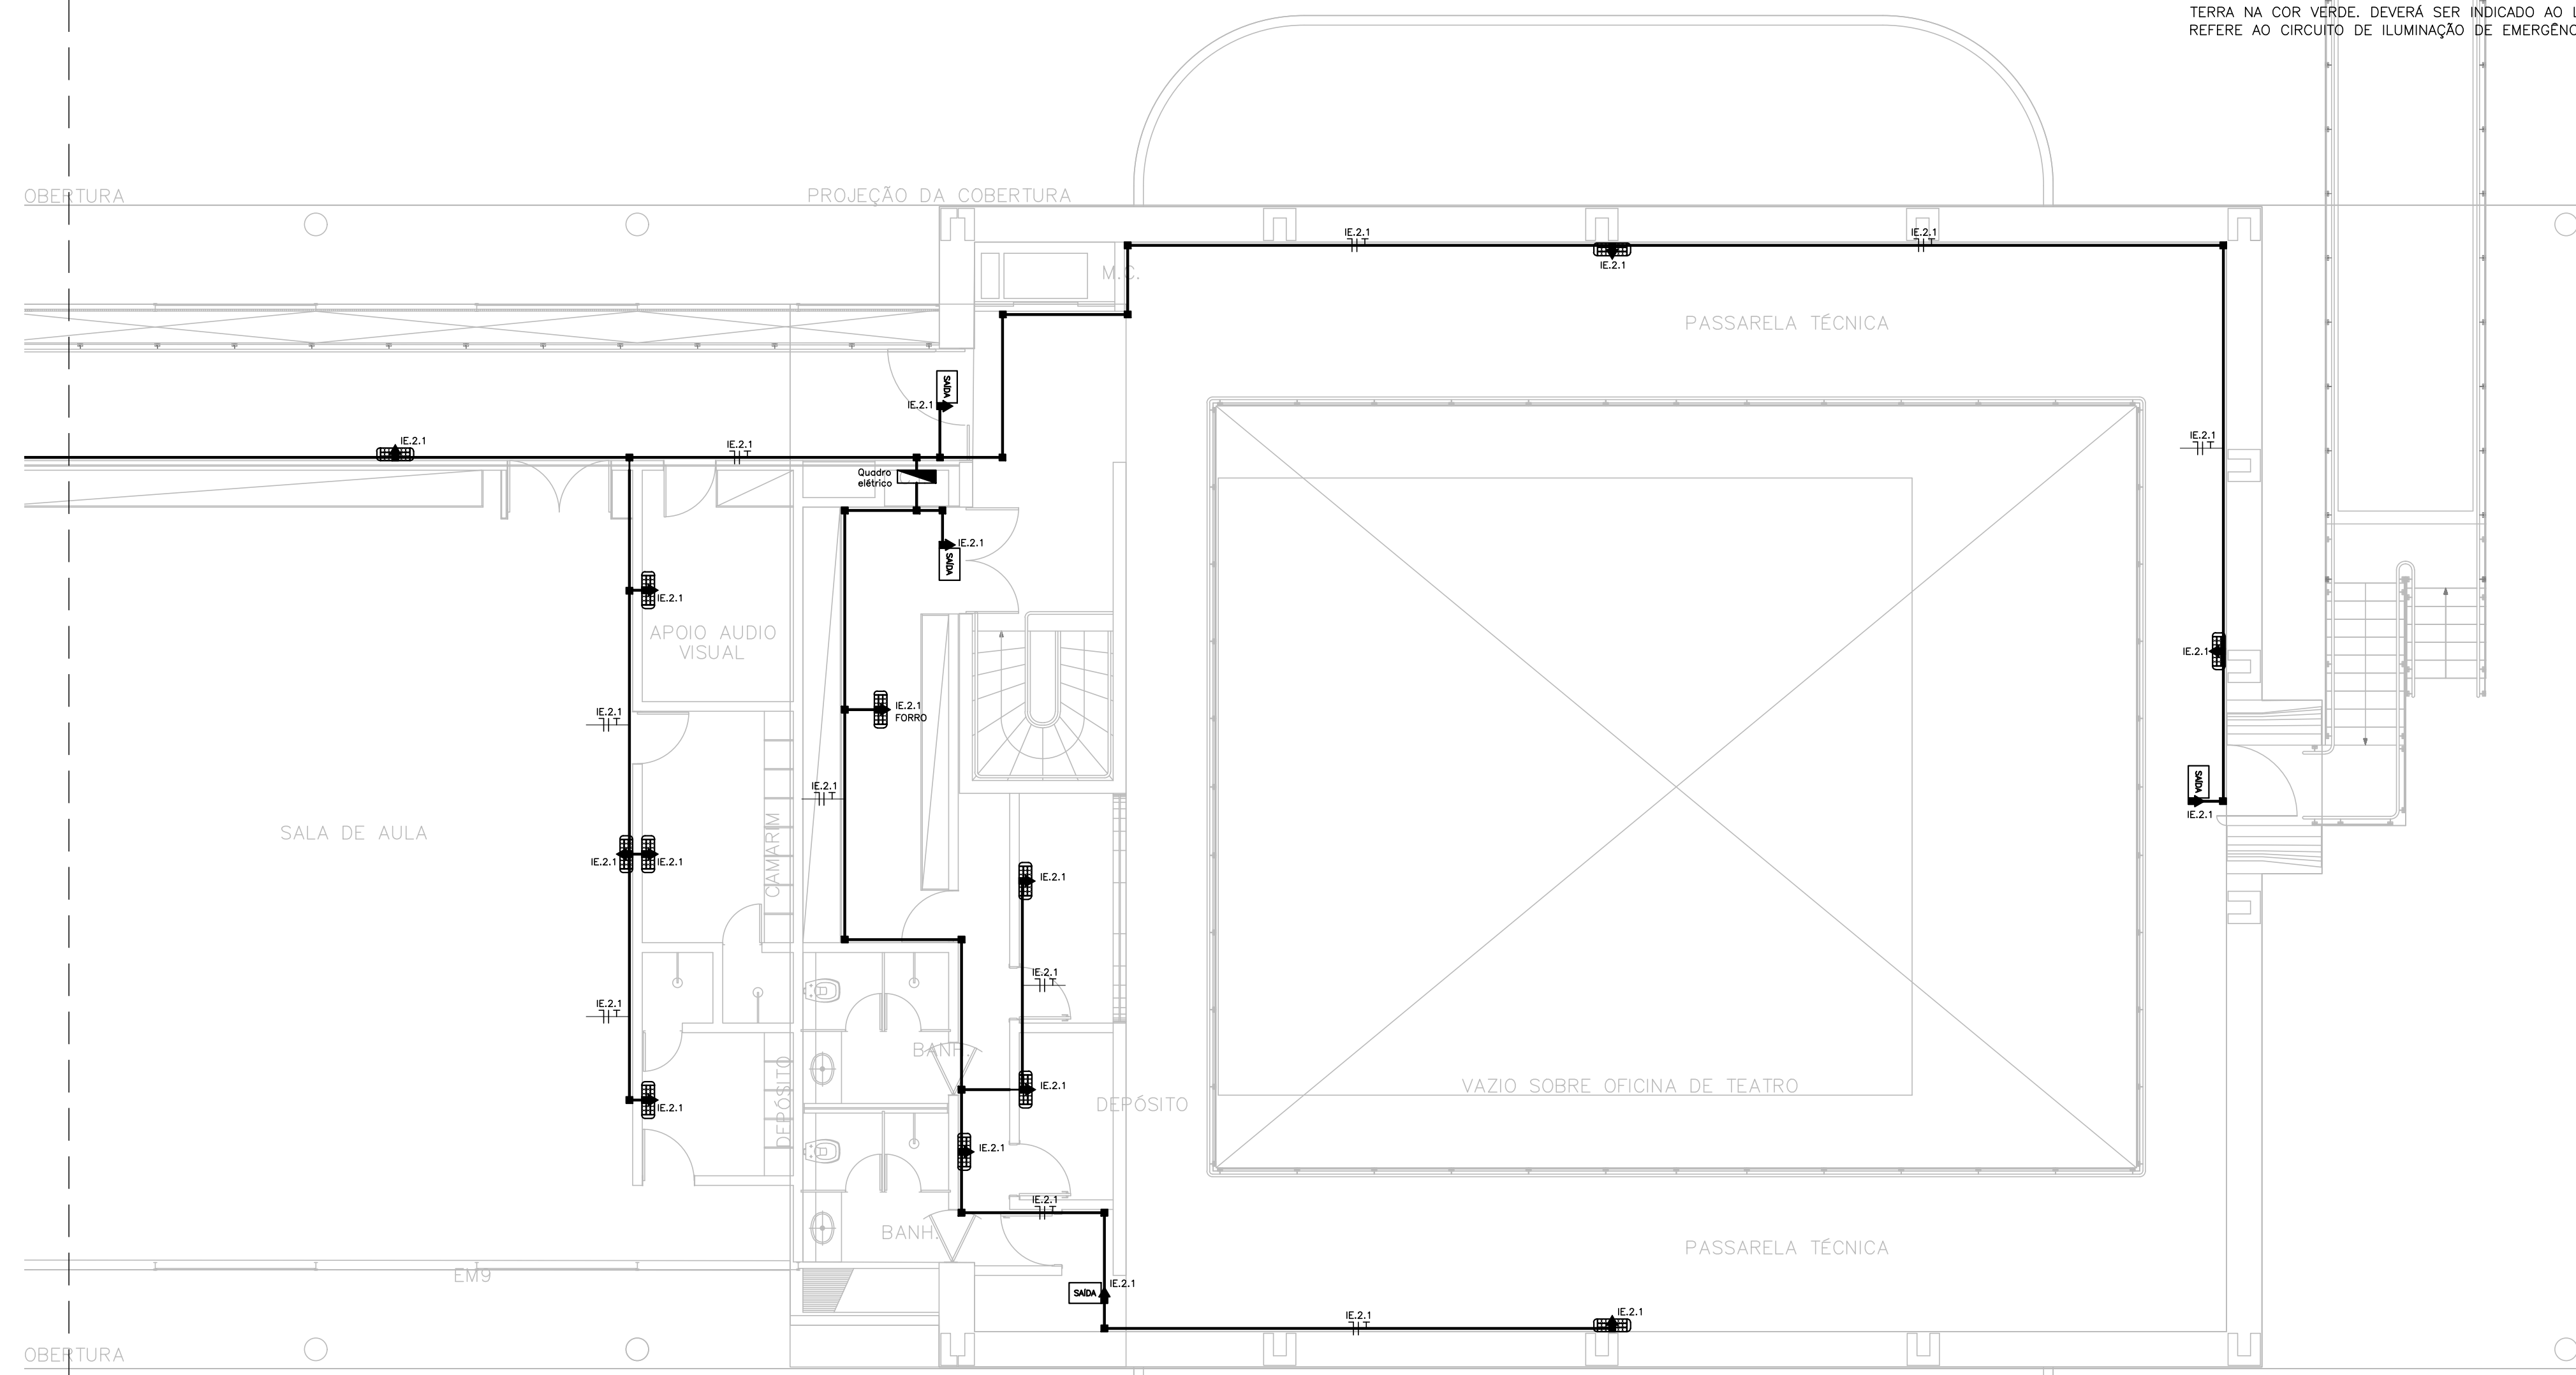 TERRA NA COR VERDE. DEVERÁ SER INDICADO AO
REFERE AO CIRCUITO DE ILUMINAÇÃO DE EMERGÊNC
OBERTURA
PROJEÇÃO DA COBERTURA
IE.2.1
IE.2.1
IE.2.1
M.C.
PASSARELA TÉCNICA
SAÍDA
IE.2.1
IE.2.1
IE.2.1
IE.2.1
Quadro
elétrico
IE.2.1
SAÍDA
IE.2.1
APOIO AUDIO
VISUAL
IE.2.1
IE.2.1
FORRO
IE.2.1
SAÍDA
IE.2.1
IE.2.1
SALA DE AULA
CAMARIM
IE.2.1
IE.2.1
IE.2.1
IE.2.1
IE.2.1
BANH.
DEPÓSITO
IE.2.1
VAZIO SOBRE OFICINA DE TEATRO
DEPÓSITO
IE.2.1
IE.2.1
IE.2.1
BANH.
PASSARELA TÉCNICA
EM9
IE.2.1
SAÍDA
IE.2.1
IE.2.1
OBERTURA